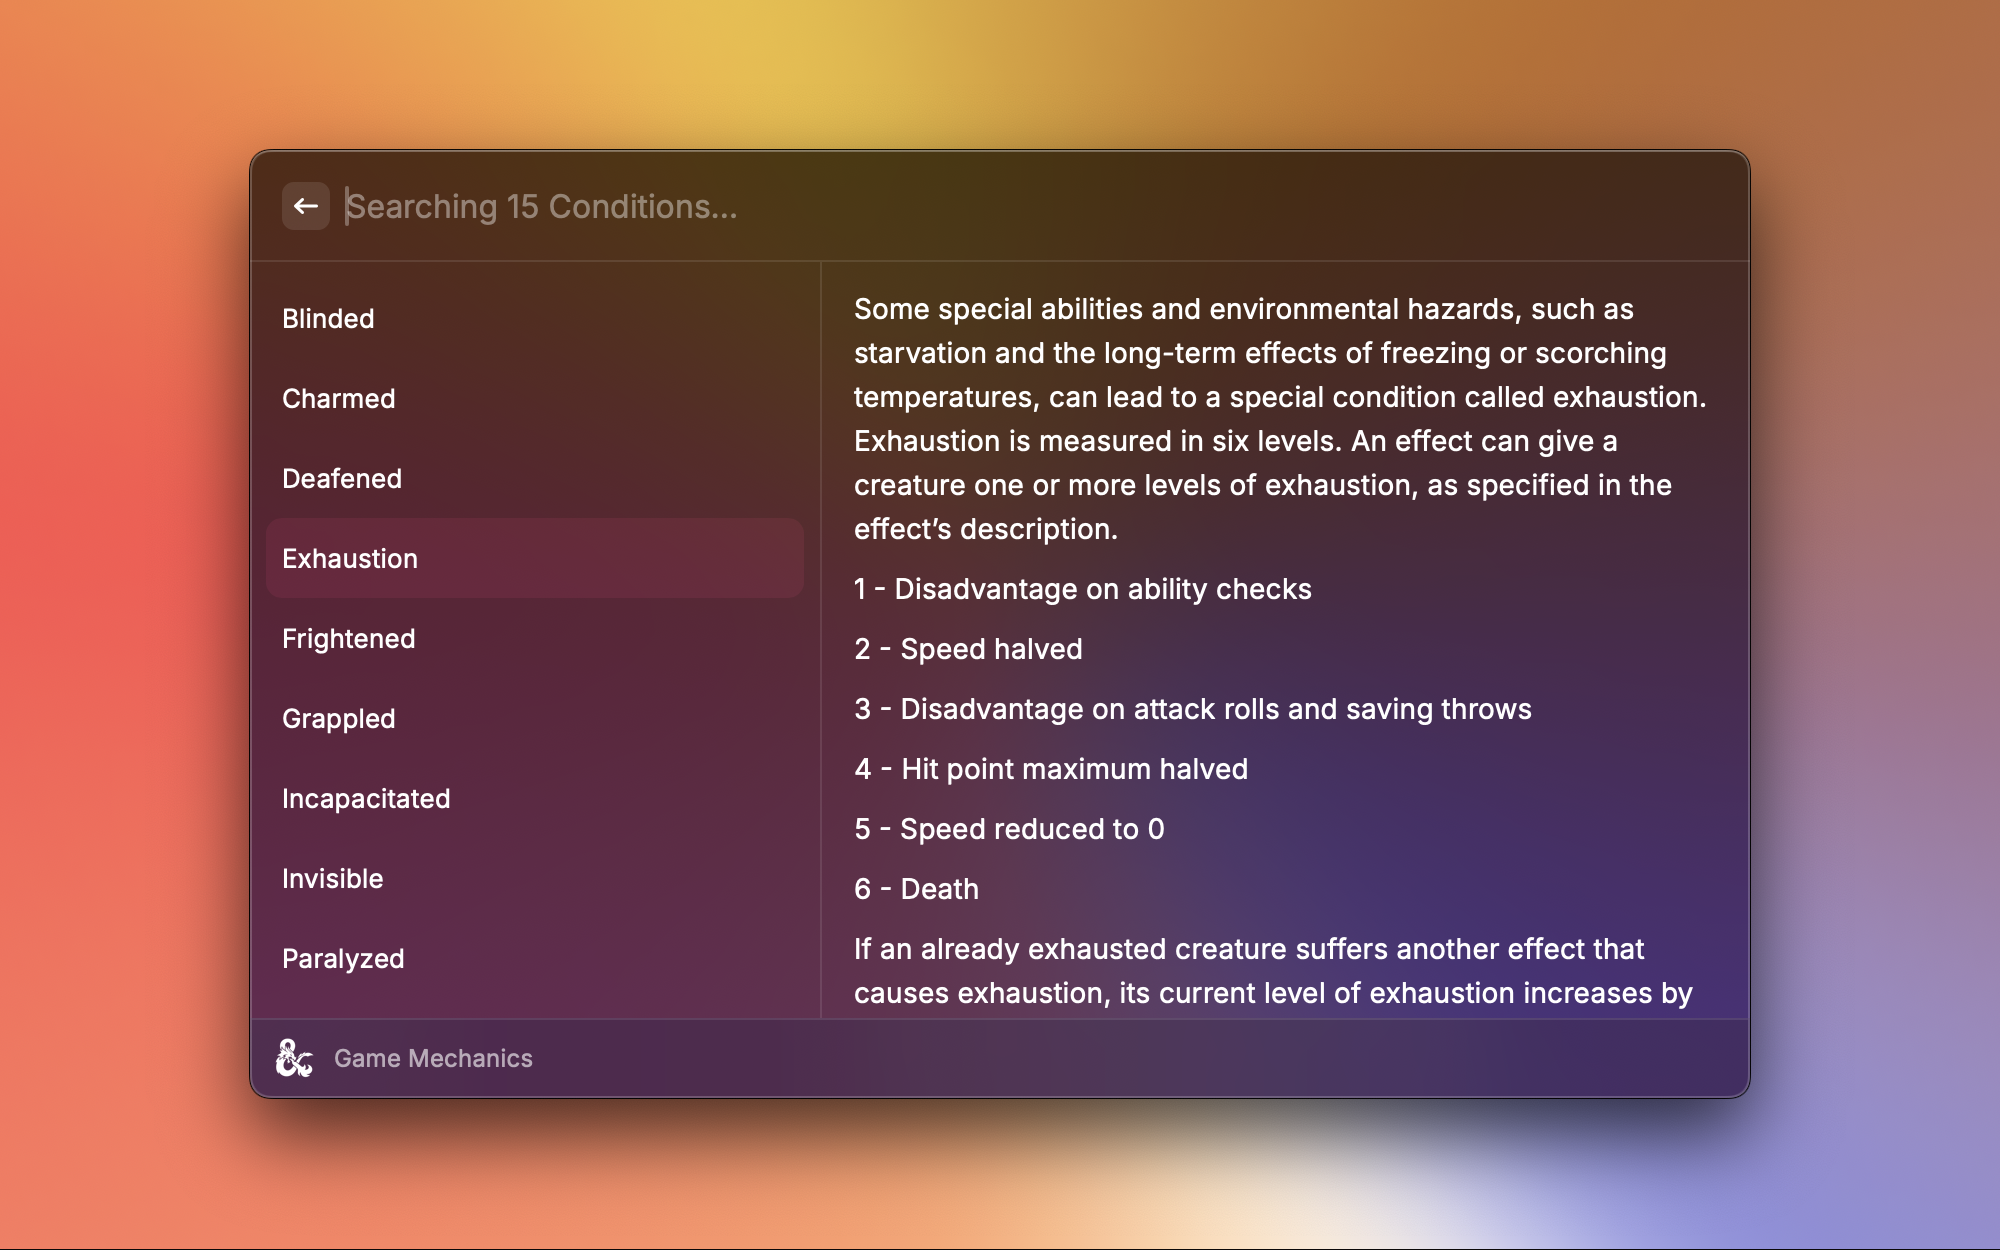 Searching 15 Conditions...
Blinded
Charmed
Deafened
Exhaustion
Frightened
Grappled
Incapacitated
Invisible
Paralyzed
Some special abilities and environmental hazards, such as
starvation and the long-term effects of freezing or scorching
temperatures, can lead to a special condition called exhaustion.
Exhaustion is measured in six levels. An effect can give a
creature one or more levels of exhaustion, as specified in the
effect’s description.
1 - Disadvantage on ability checks
2 - Speed halved
3 - Disadvantage on attack rolls and saving throws
4 - Hit point maximum halved
5 - Speed reduced to 0
6 - Death
If an already exhausted creature suffers another effect that
causes exhaustion, its current level of exhaustion increases by
& Game Mechanics